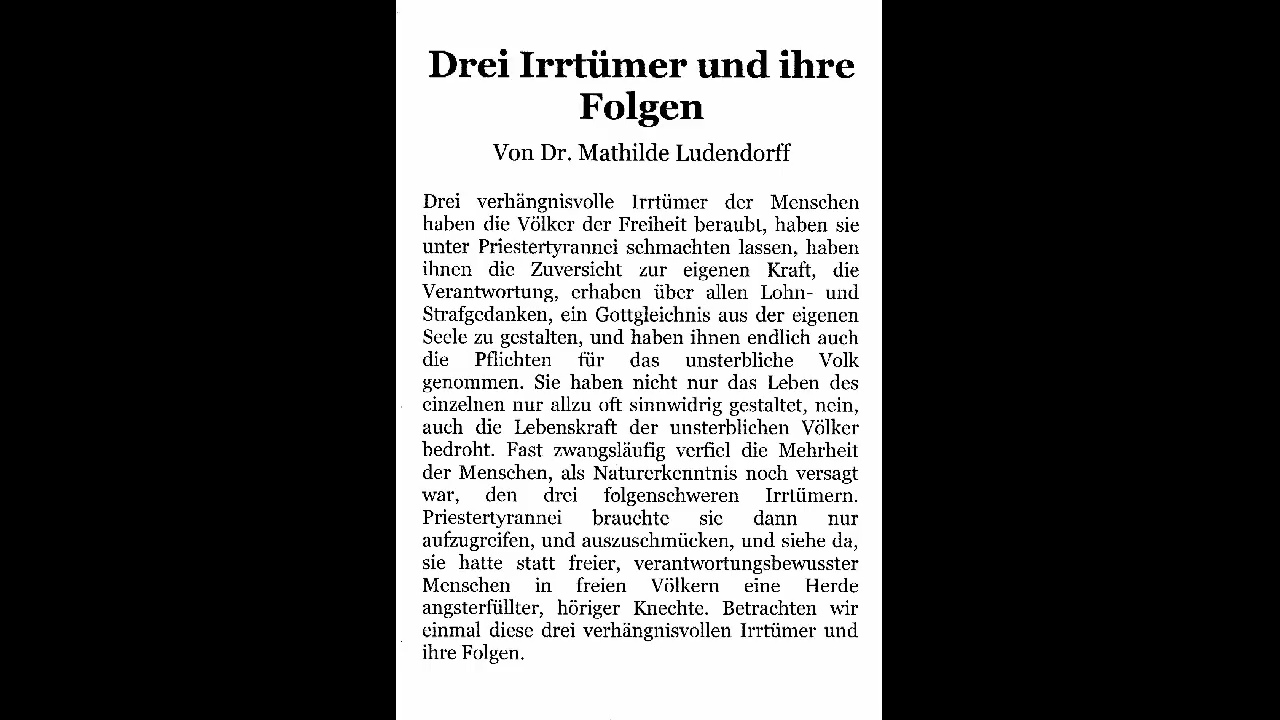 Drei Irrtümer und ihre
Folgen
Von Dr. Mathilde Ludendorff
Drei verhängnisvolle Irrtümer der Menschen
haben die Völker der Freiheit beraubt, haben sie
unter Priestertyrannei schmachten lassen, haben
ihnen die Zuversicht zur eigenen Kraft, die
Verantwortung, erhaben über allen Lohn- und
Strafgedanken, ein Gottgleichnis aus der eigenen
Seele zu gestalten, und haben ihnen endlich auch
die Pflichten für das unsterbliche Volk
genommen. Sie haben nicht nur das Leben des
einzelnen nur allzu oft sinnwidrig gestaltet, nein,
auch die Lebenskraft der unsterblichen Völker
bedroht. Fast zwangsläufig verfiel die Mehrheit
der Menschen, als Naturerkenntnis noch versagt
war, den drei folgenschweren Irrtümern.
Priestertyrannei brauchte sie dann nur
aufzugreifen, und auszuschmücken, und siehe da,
sie hatte statt freier, verantwortungsbewusster
Menschen in freien Völkern eine Herde
angsterfüllter, höriger Knechte. Betrachten wir
einmal diese drei verhängnisvollen Irrtümer und
ihre Folgen.